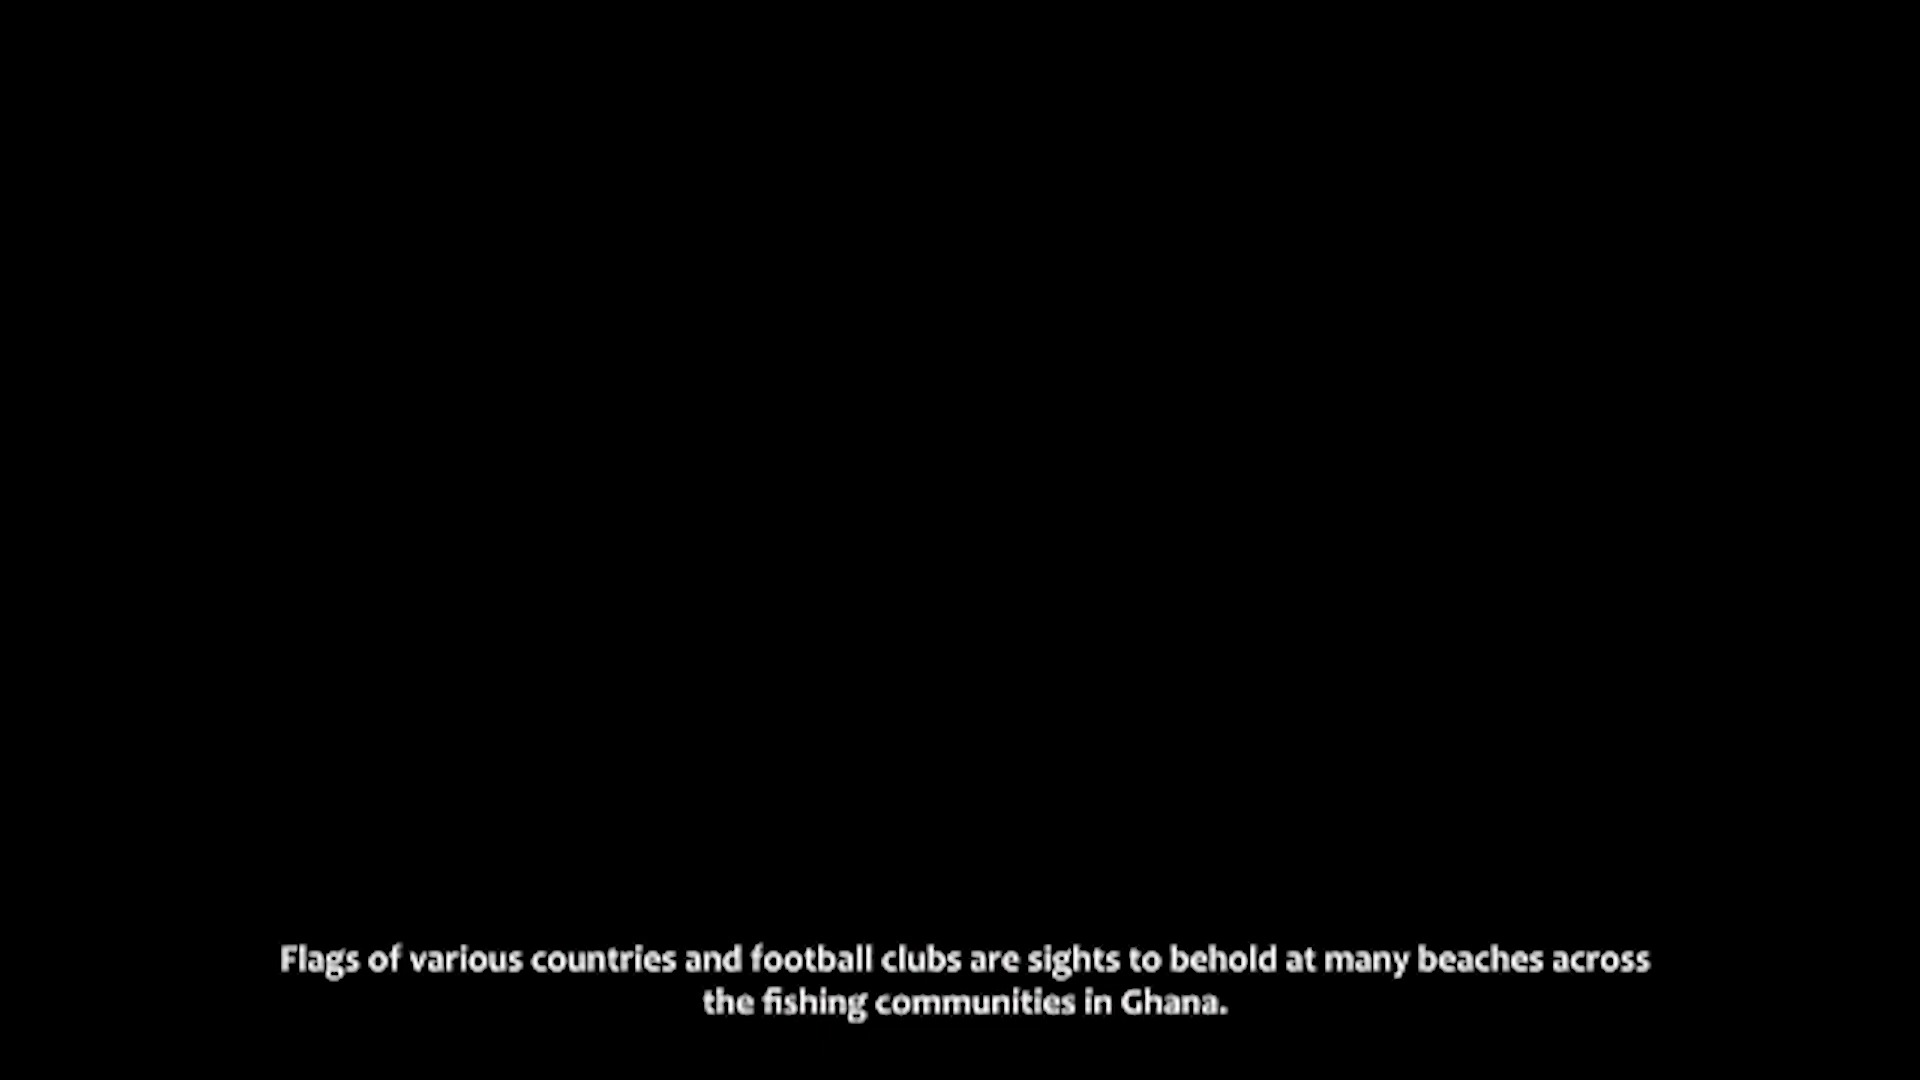 Flags of various countries and football clubs are sights to behold at many beaches across
the fishing communities in Ghana.